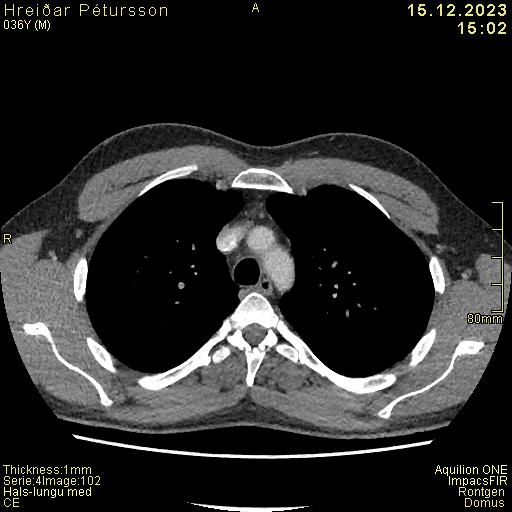 Hreiðar Pétursson
036Y (M)
A
15.12.2023
15:02
R
80mm
Thickness:1mm
Serie:4Image:102
Hals-lungu med
CE
Aquilion ONE
ImpacsFIR
Rontgen
Domus